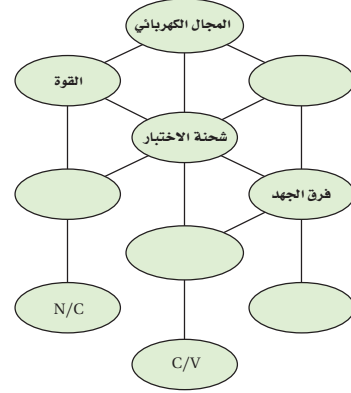 المجال الكهربائي
القوة
شحنة الاختبار
فرق الجهد
N/C
C/V